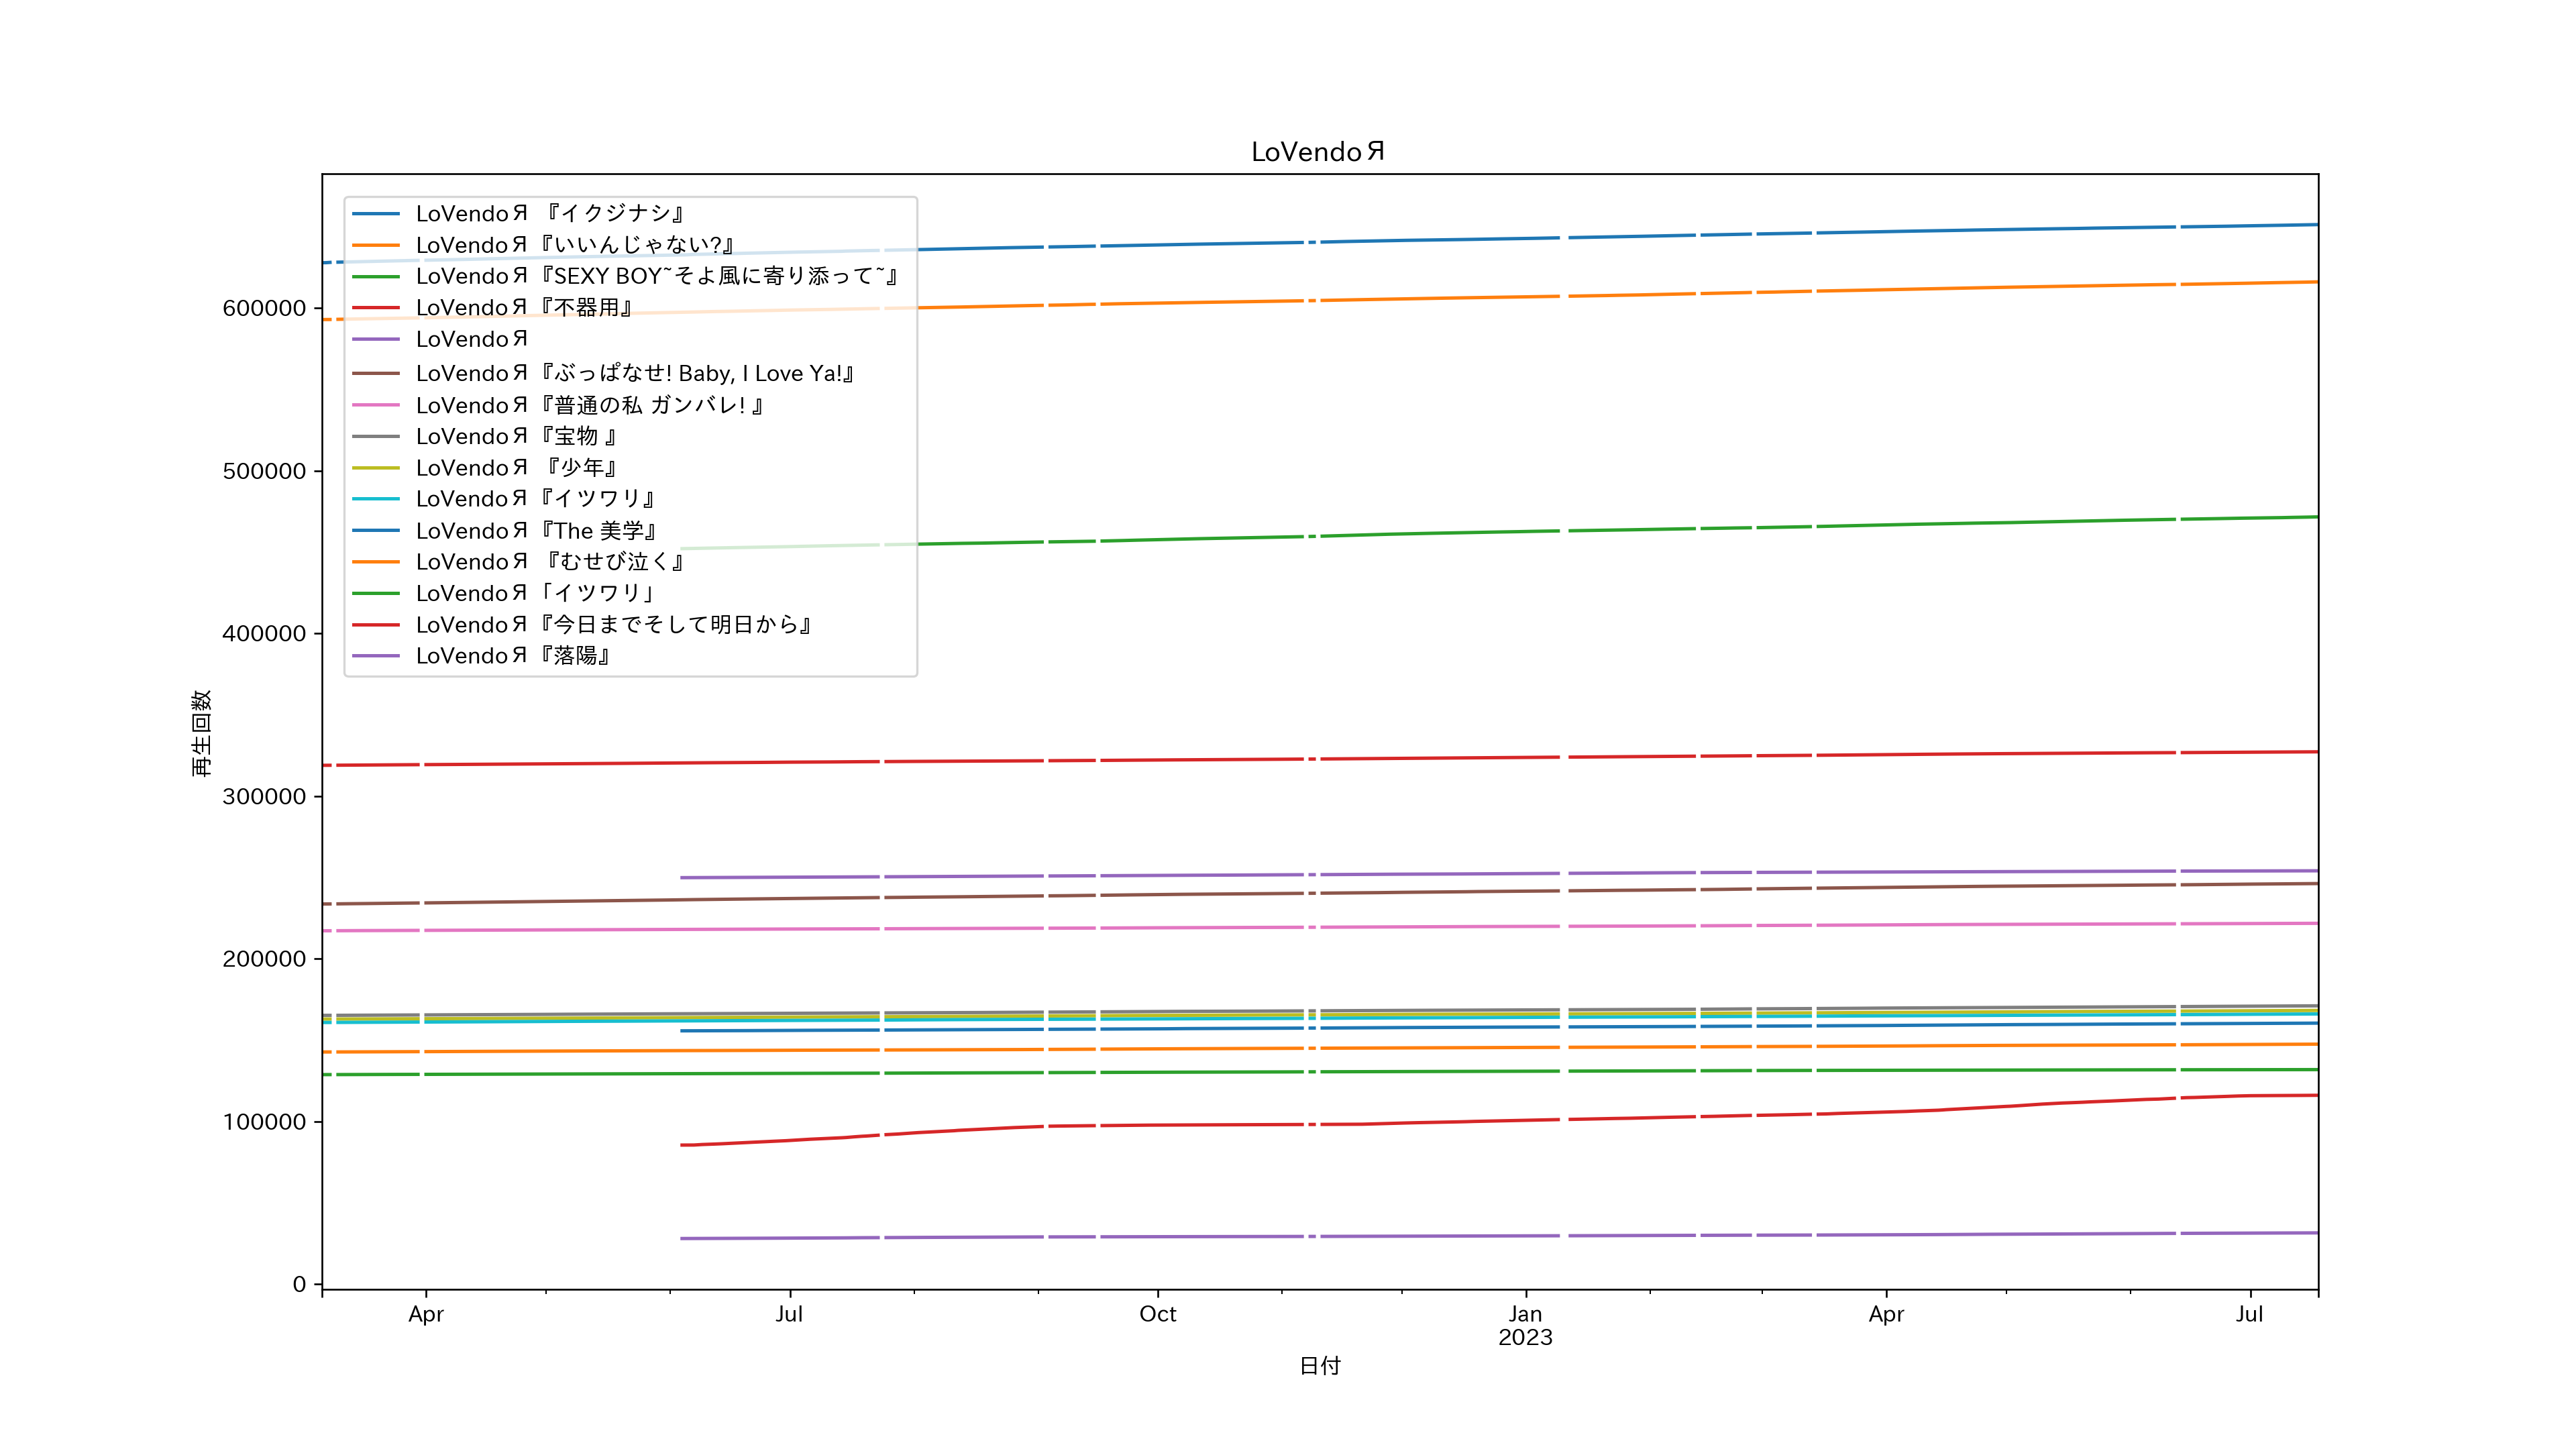 LoVendoЯ
LoVendoЯ 『イクジナシ』
LoVendoЯ『いいんじゃない?』
LoVendoЯ『SEXY BOY~そよ風に寄り添って~』
LoVendoЯ『不器用』
LoVendoЯ
LoVendoЯ『ぶっぱなせ! Baby, I Love Ya!』
LoVendoЯ『普通の私 ガンバレ! 』
LoVendoЯ『宝物 』
LoVendoЯ 『少年』
LoVendoЯ『イツワリ』
LoVendoЯ『The 美学』
LoVendoЯ 『むせび泣く』
LoVendoЯ「イツワリ」
LoVendoЯ『今日までそして明日から』
LoVendoЯ『落陽』
再生回数
600000
500000
400000
300000
200000
100000
0
Apr Jul Oct Jan Apr Jul
2023
日付